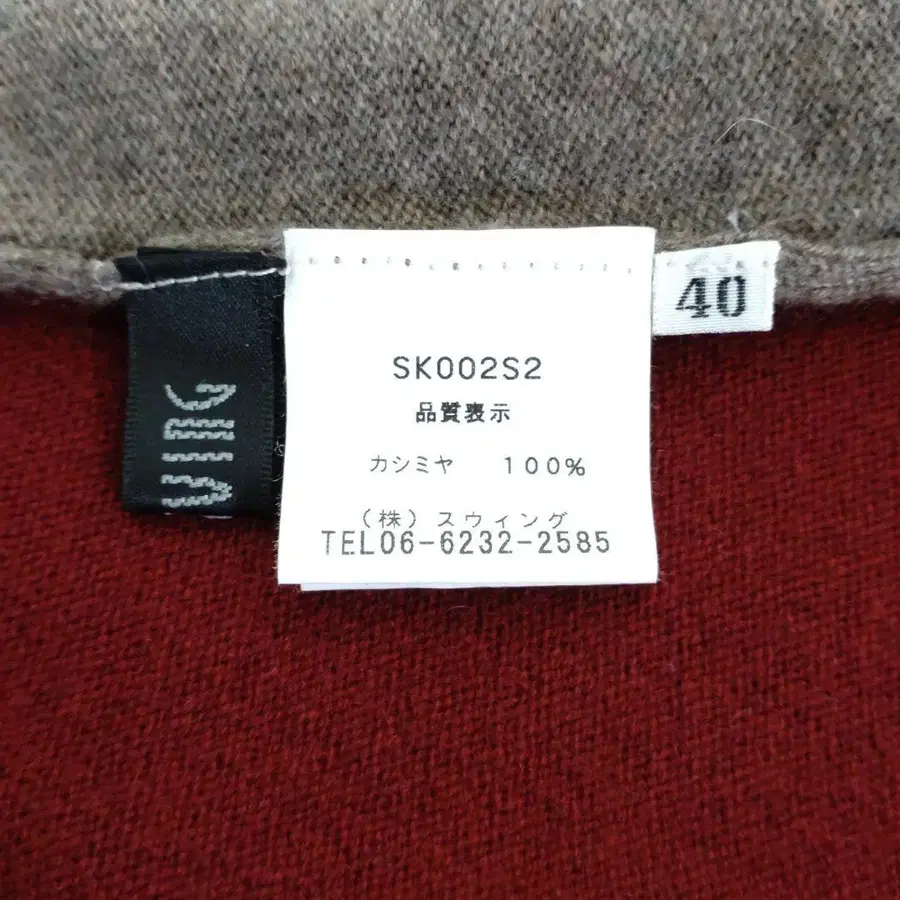 40
SK002S2
品質表示
カシミヤ 100%
(株)スウィング
TEL06-6232-2585